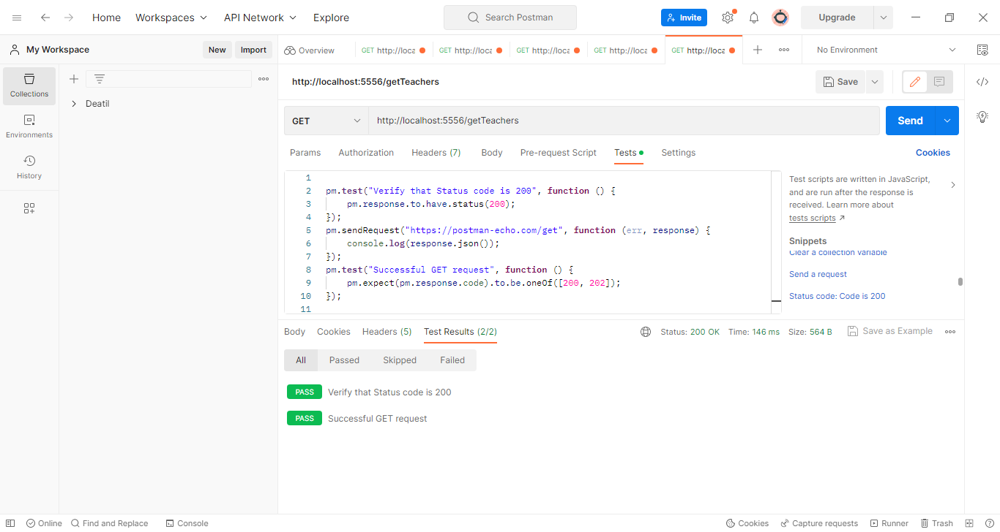 Home Workspaces API Network Explore Search Postman Invite Upgrade
My Workspace New Import Overview GET http://loca GET http://loca GET http://loca GET http://loca GET http://loca No Environment
Collections
Environments
History
Deatil
http://localhost:5556/getTeachers Save
GET http://localhost:5556/getTeachers Send
Params Authorization Headers (7) Body Pre-request Script Tests Settings Cookies
1
2 pm.test("Verify that Status code is 200", function () {
3 pm.response.to.have.status(200);
4 });
5 pm.sendRequest("https://postman-echo.com/get", function (err, response) {
6 console.log(response.json());
7 });
8 pm.test("Successful GET request", function () {
9 pm.expect(pm.response.code).to.be.oneOf([200, 202]);
10 });
11
Test scripts are written in JavaScript,
and are run after the response is
received. Learn more about
tests scripts ↗
Snippets
Clear a collection variable
Send a request
Status code: Code is 200
Body Cookies Headers (5) Test Results (2/2) Status: 200 OK Time: 146 ms Size: 564 B Save as Example
All Passed Skipped Failed
PASS Verify that Status code is 200
PASS Successful GET request
Online Find and Replace Console Cookies Capture requests Runner Trash